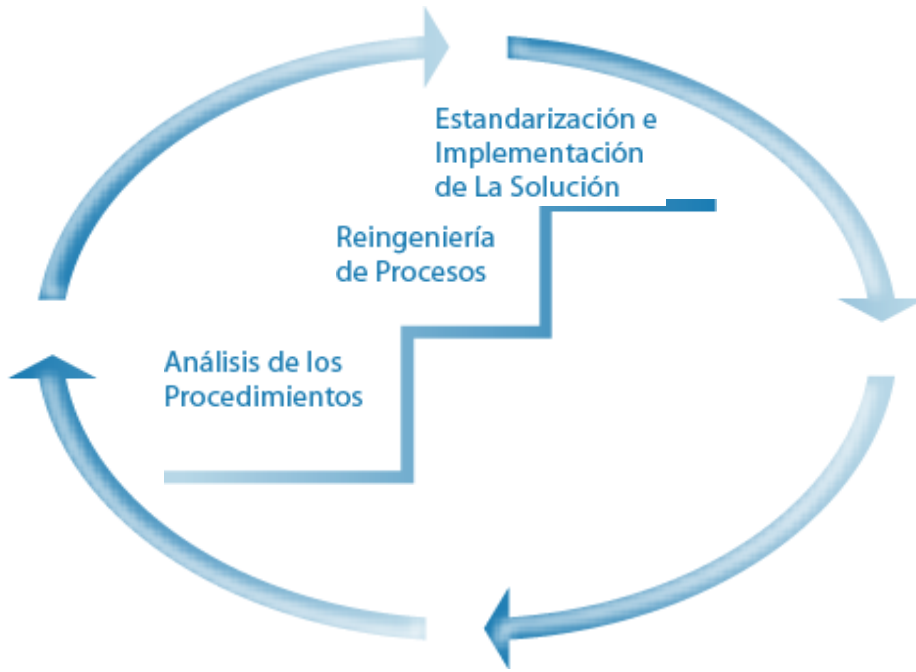 Estandarización e
Implementación
de La Solución
Reingeniería
de Procesos
Análisis de los
Procedimientos